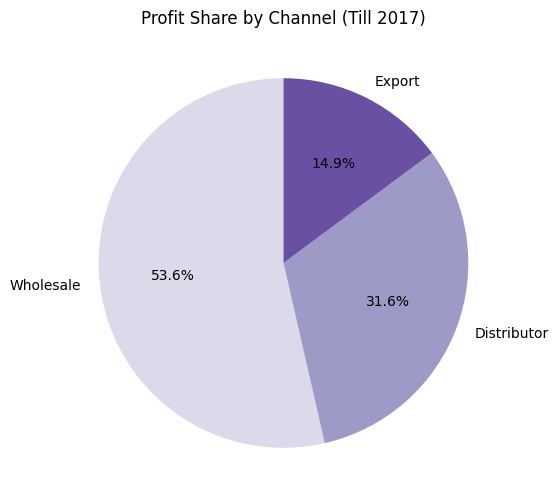 Profit Share by Channel (Till 2017)
Export
14.9%
Wholesale
53.6%
31.6%
Distributor